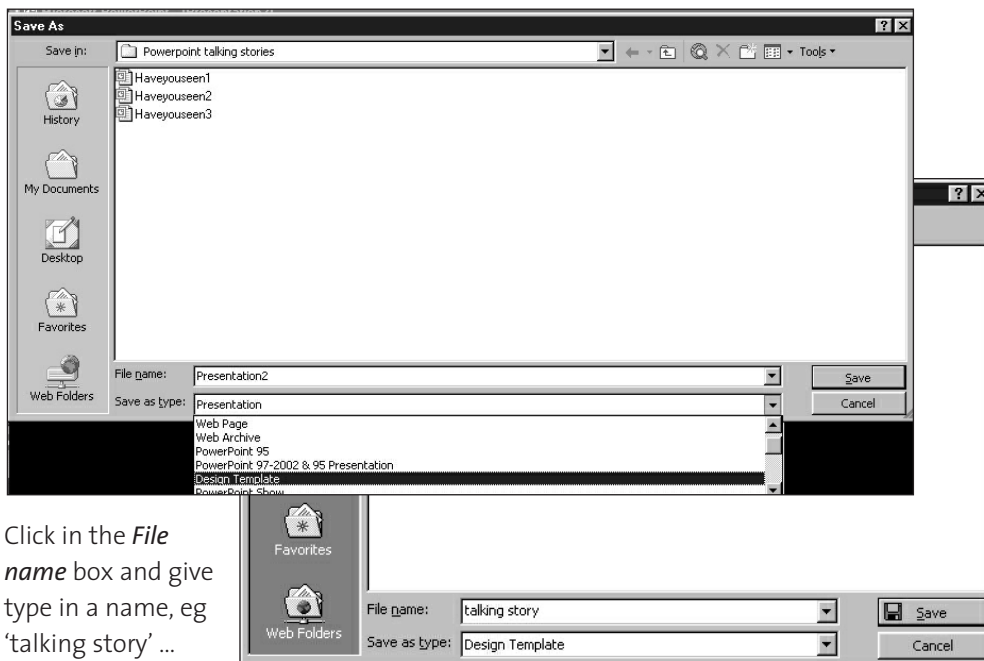 Save As
Save in: Powerpoint talking stories Tools
Haveyouseen1
Haveyouseen2
Haveyouseen3
History
My Documents
Desktop
Favorites
Web Folders
File name: Presentation2 Save
Save as type: Presentation Cancel
Web Page
Web Archive
PowerPoint 95
PowerPoint 97-2002 & 95 Presentation
Design Template
PowerPoint Show
Click in the File
name box and give
type in a name, eg
‘talking story’ ...
Favorites
Web Folders
File name: talking story Save
Save as type: Design Template Cancel